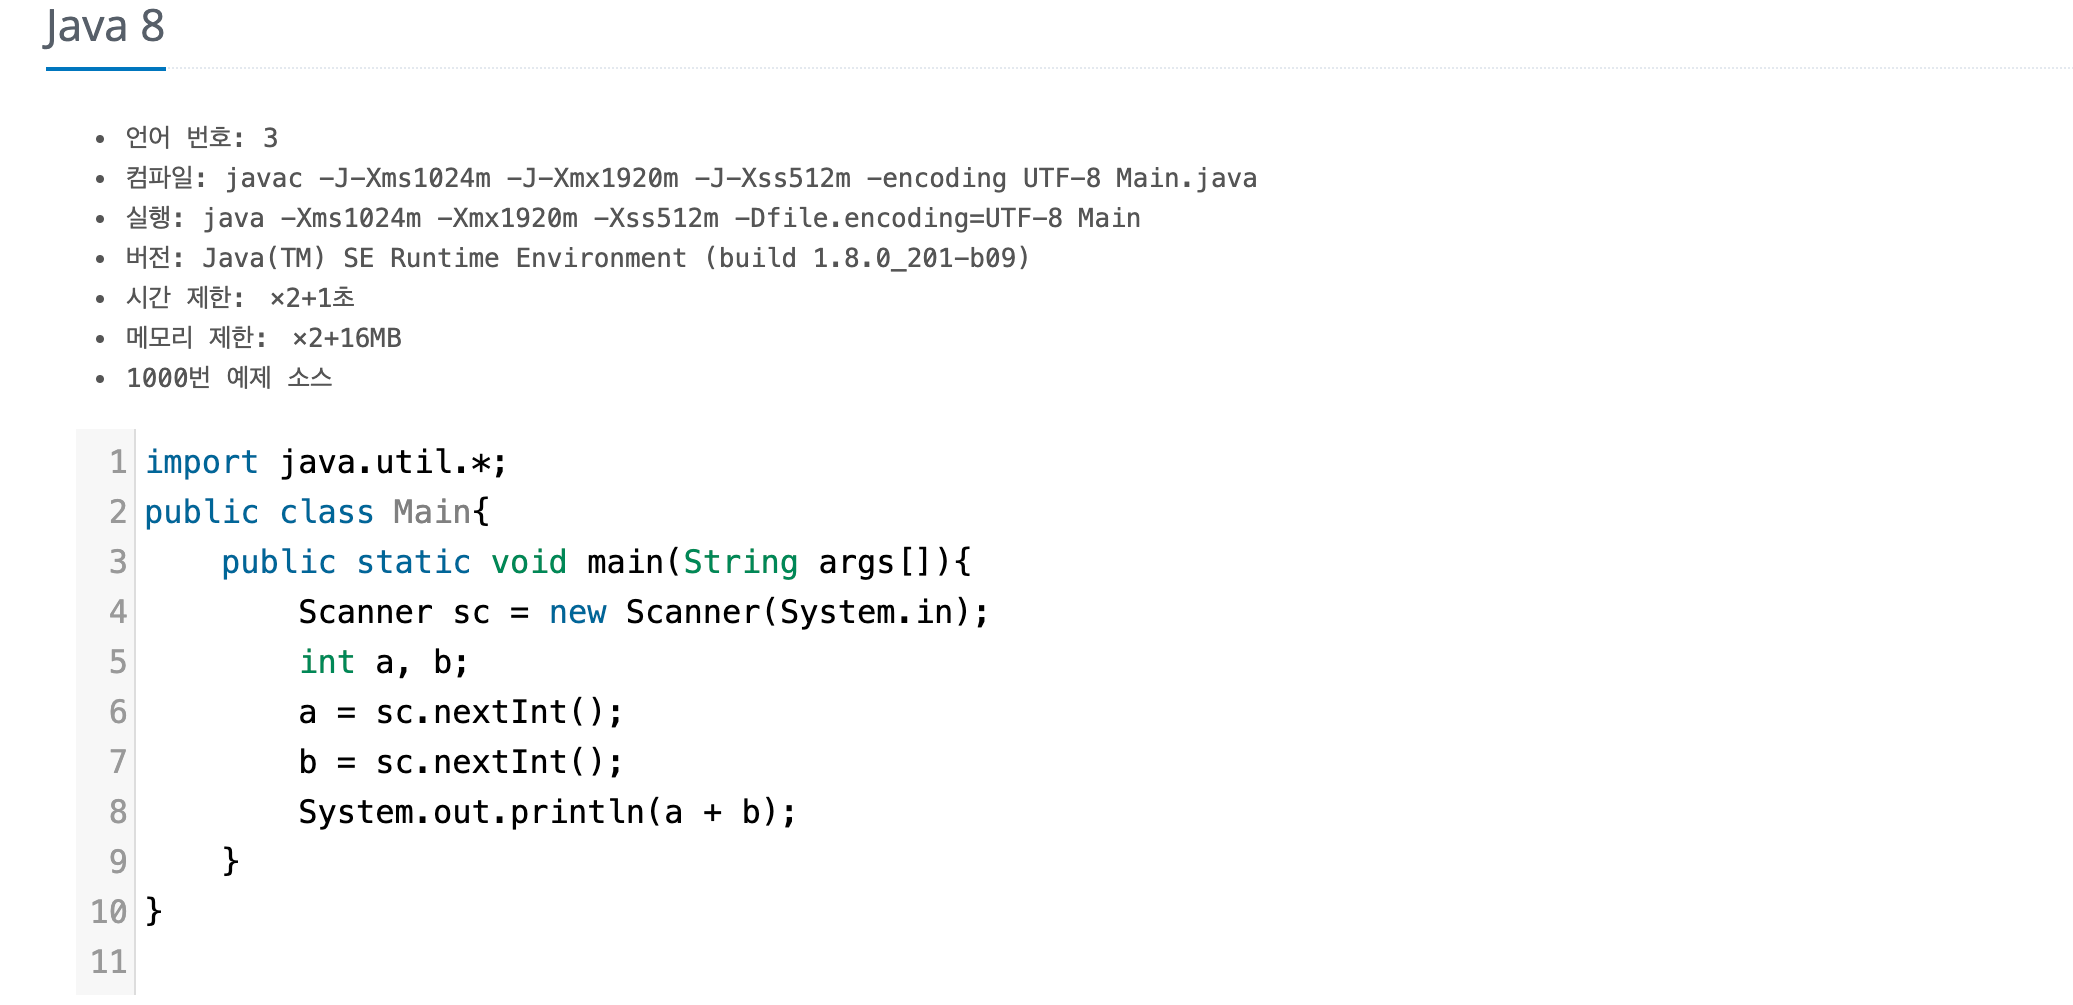 Java 8
• 언어 번호: 3
• 컴파일: javac -J-Xms1024m -J-Xmx1920m -J-Xss512m -encoding UTF-8 Main.java
• 실행: java -Xms1024m -Xmx1920m -Xss512m -Dfile.encoding=UTF-8 Main
• 버전: Java(TM) SE Runtime Environment (build 1.8.0_201-b09)
• 시간 제한: ×2+1초
• 메모리 제한: ×2+16MB
• 1000번 예제 소스
1 import java.util.*;
2 public class Main{
3     public static void main(String args[]){
4         Scanner sc = new Scanner(System.in);
5         int a, b;
6         a = sc.nextInt();
7         b = sc.nextInt();
8         System.out.println(a + b);
9     }
10 }
11